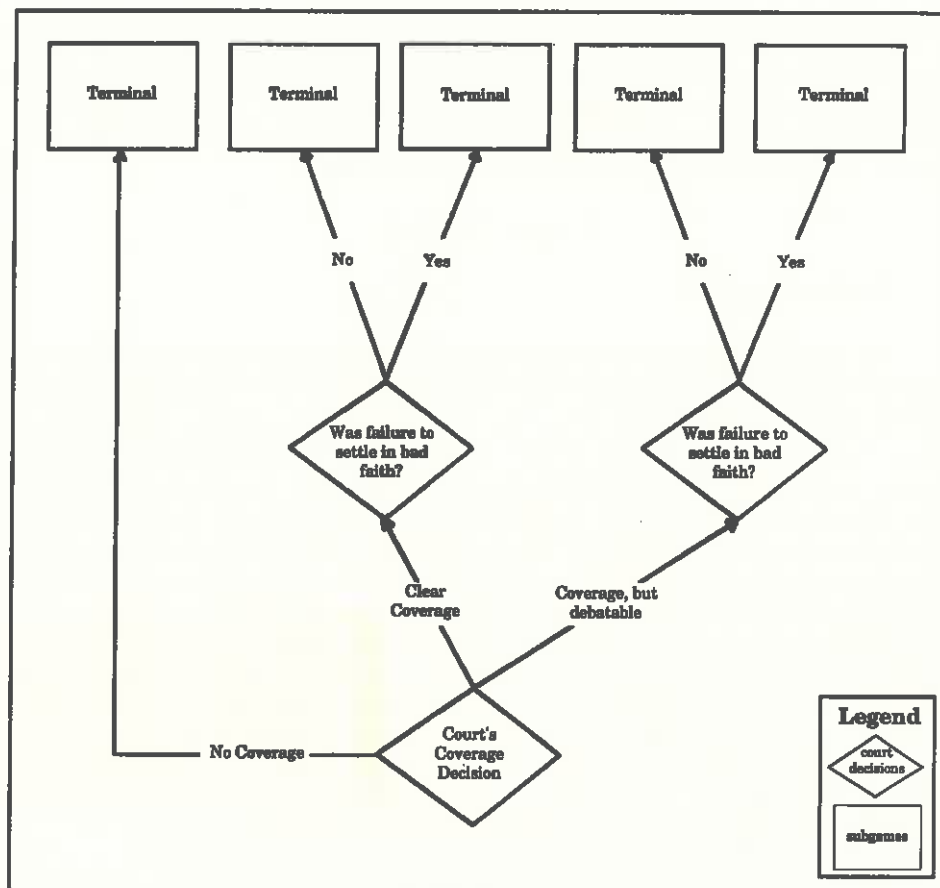 Terminal
Terminal
Terminal
Terminal
Terminal
No
Yes
No
Yes
Was failure to
settle in bad
faith?
Was failure to
settle in bad
faith?
Clear
Coverage
Coverage, but
debatable
No Coverage
Court's
Coverage
Decision
Legend
court
decisions
subgames